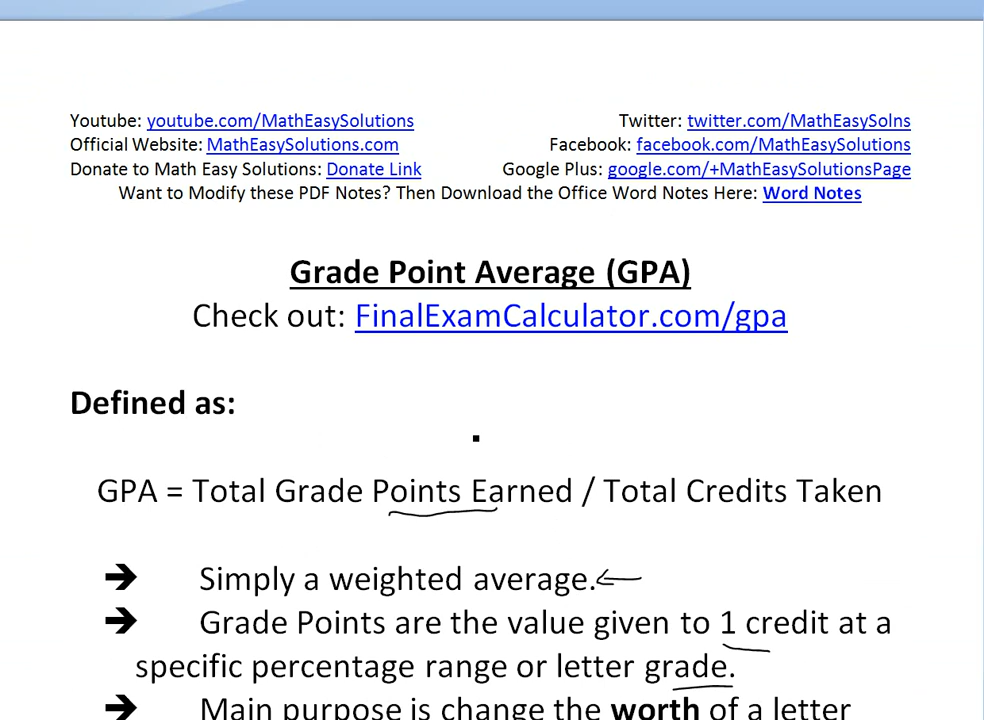 Youtube: youtube.com/MathEasySolutions Twitter: twitter.com/MathEasySolns
Official Website: MathEasySolutions.com Facebook: facebook.com/MathEasySolutions
Donate to Math Easy Solutions: Donate Link Google Plus: google.com/+MathEasySolutionsPage
Want to Modify these PDF Notes? Then Download the Office Word Notes Here: Word Notes
Grade Point Average (GPA)
Check out: FinalExamCalculator.com/gpa
Defined as:
GPA = Total Grade Points Earned / Total Credits Taken
➔ Simply a weighted average.
➔ Grade Points are the value given to 1 credit at a
specific percentage range or letter grade.
➔ Main purpose is change the worth of a letter